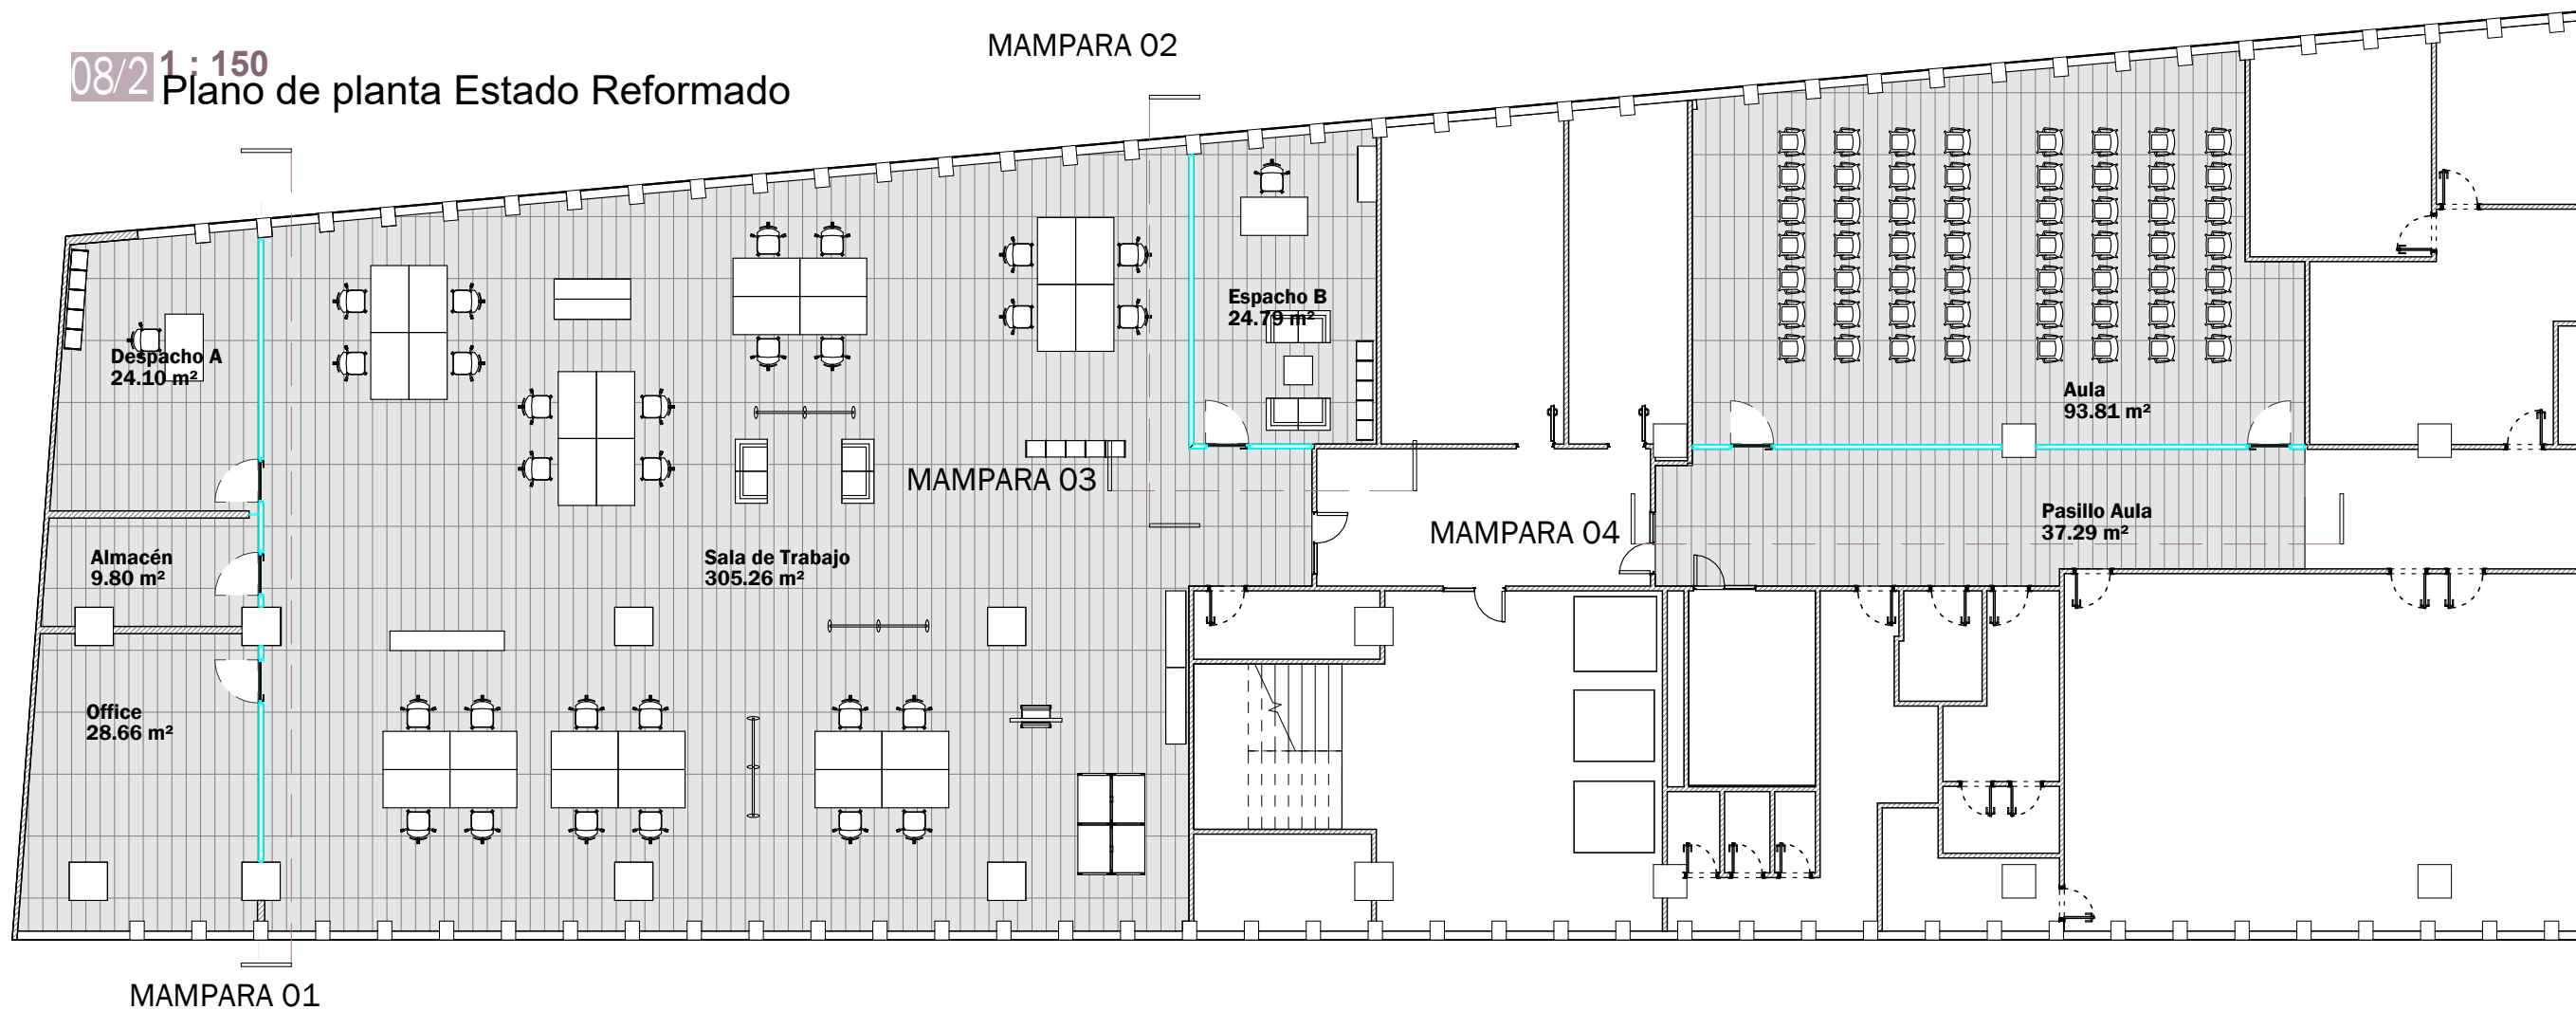 MAMPARA 02
08/2
1 : 150
Plano de planta Estado Reformado
Espacho B
24.79 m²
Despacho A
24.10 m²
Aula
93.81 m²
MAMPARA 03
Pasillo Aula
37.29 m²
MAMPARA 04
Almacén
9.80 m²
Sala de Trabajo
305.26 m²
Office
28.66 m²
MAMPARA 01